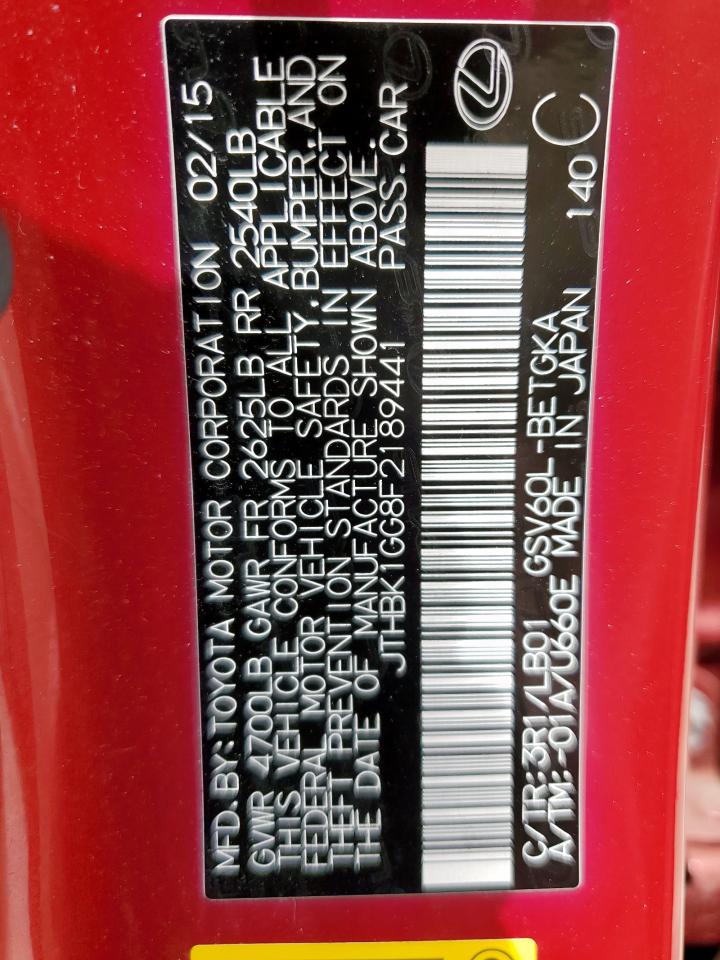 MFD.BY:TOYOTA MOTOR CORPORATION 02/15
GVWR 4700LB GAWR FR 2625LB RR 2540LB
THIS VEHICLE CONFORMS TO ALL APPLICABLE
FEDERAL MOTOR VEHICLE SAFETY,BUMPER,AND
THEFT PREVENTION STANDARDS IN EFFECT ON
THE DATE OF MANUFACTURE SHOWN ABOVE.
JTHBK1GG8F2189441 PASS.CAR
C/TR:3R1/LB01 GSV60L-BETGKA 140
A/TM:-01A/U660E MADE IN JAPAN C